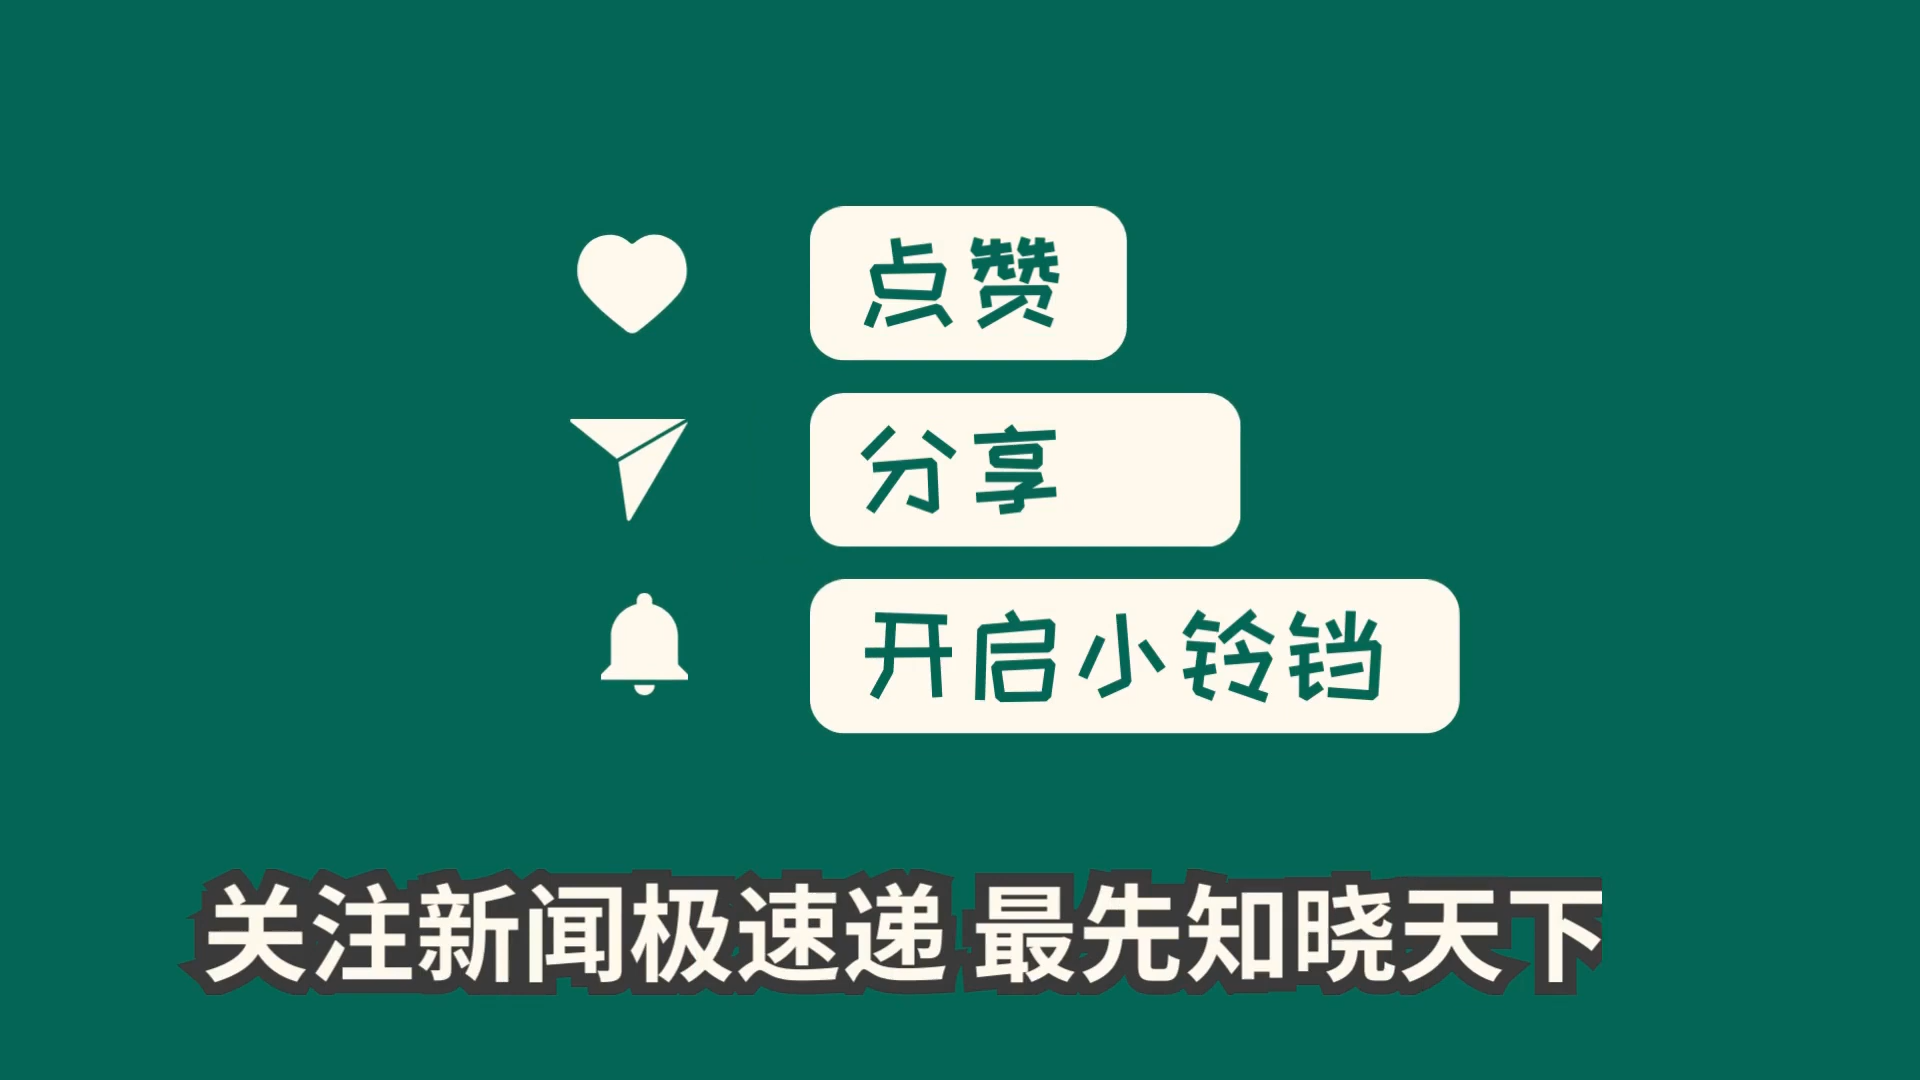 点赞
分享
开启小铃铛
关注新闻极速递 最先知晓天下